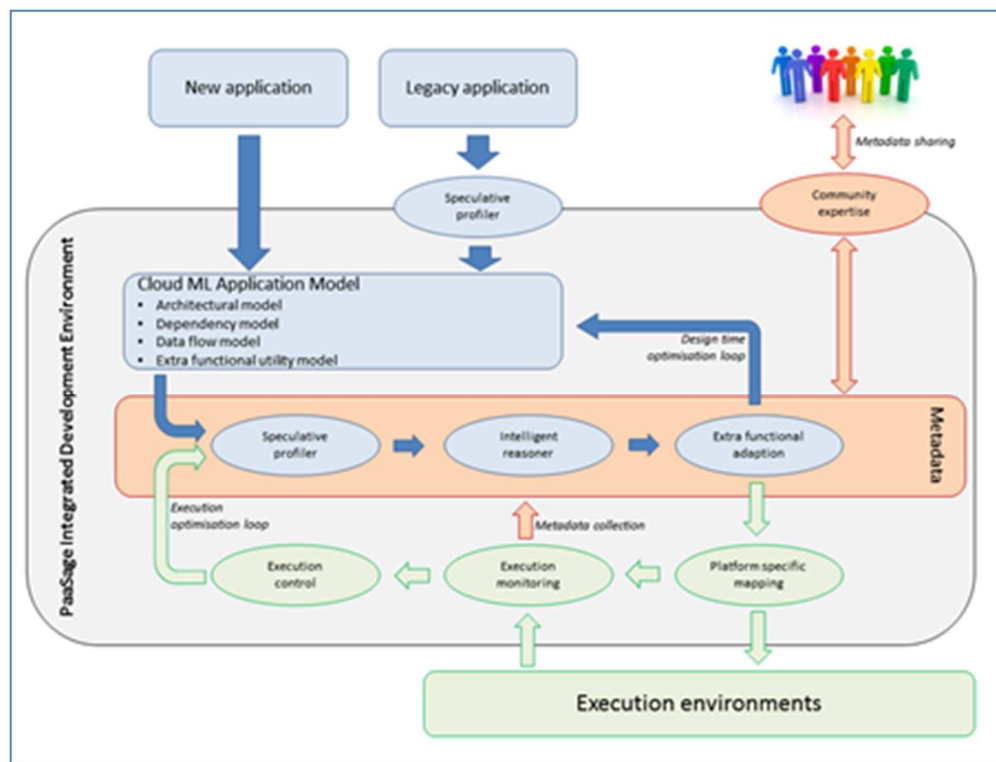 New application
Legacy application
Metadata sharing
Speculative
profiler
Community
expertise
PaaSage Integrated Development Environment
Cloud ML Application Model
▪ Architectural model
▪ Dependency model
▪ Data flow model
▪ Extra functional utility model
Design time
optimisation loop
Metadata
Speculative
profiler
Intelligent
reasoner
Extra functional
adaption
Execution
optimisation loop
Metadata collection
Execution
control
Execution
monitoring
Platform specific
mapping
Execution environments